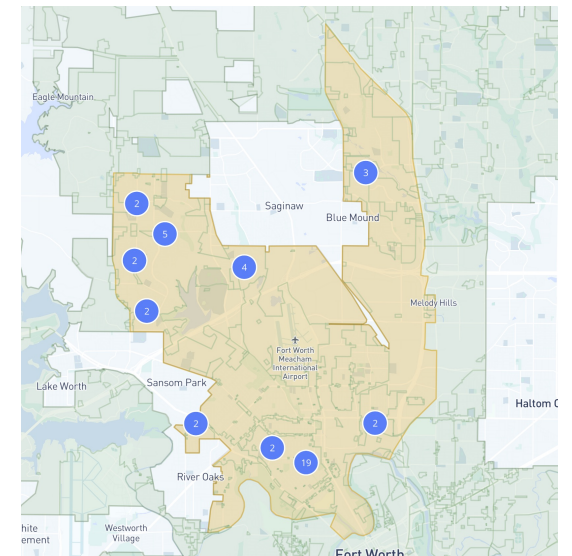 Eagle Mountain
3
2
Saginaw
Blue Mound
5
2
4
Melody Hills
2
Fort Worth
Meacham
International
Airport
Lake Worth
Sansom Park
Haltom C
2
2
2
19
River Oaks
hite
ement
Westworth
Village
Fort Worth